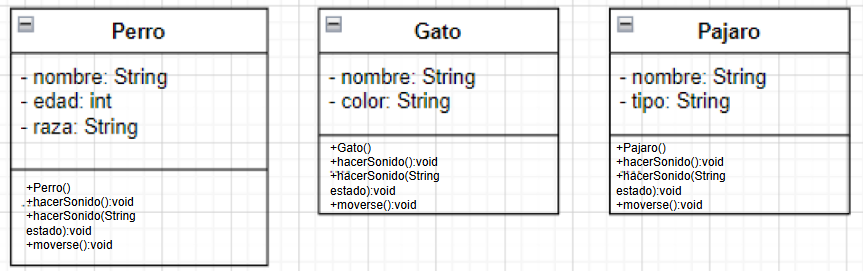 Perro
- nombre: String
- edad: int
- raza: String
+Perro()
+hacerSonido():void
+hacerSonido(String
estado):void
+moverse():void
Gato
- nombre: String
- color: String
+Gato()
+hacerSonido():void
+hacerSonido(String
estado):void
+moverse():void
Pajaro
- nombre: String
- tipo: String
+Pajaro()
+hacerSonido():void
+hacerSonido(String
estado):void
+moverse():void